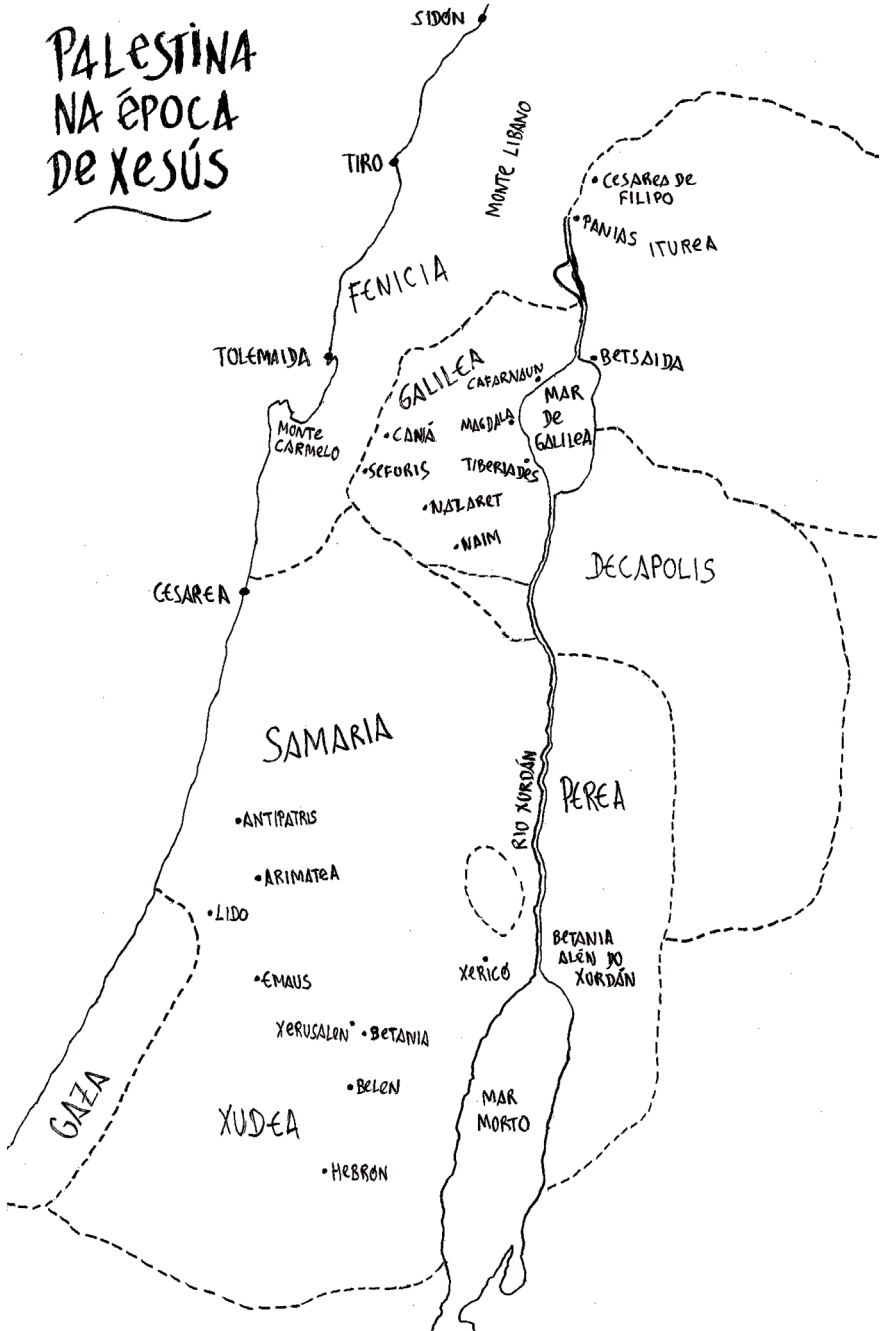 PALESTINA
NA ÉPOCA
DE XESÚS
SIDÓN
TIRO
MONTE LIBANO
CESAREA DE
FILIPO
PANIAS
ITUREA
FENICIA
TOLEMAIDA
BETSAIDA
GALILEA
CAFARNAUN
MAR
DE
GALILEA
MONTE
CARMELO
CANÁ
MAGDALA
SEFORIS
TIBERIADES
NAZARET
NAIM
DECAPOLIS
CESAREA
SAMARIA
RIO XORDÁN
PEREA
ANTIPATRIS
ARIMATEA
LIDO
BETANIA
ALÉN DO
XORDÁN
EMAUS
XERICÓ
XERUSALEN
BETANIA
GAZA
BELEN
XUDEA
MAR
MORTO
HEBRON